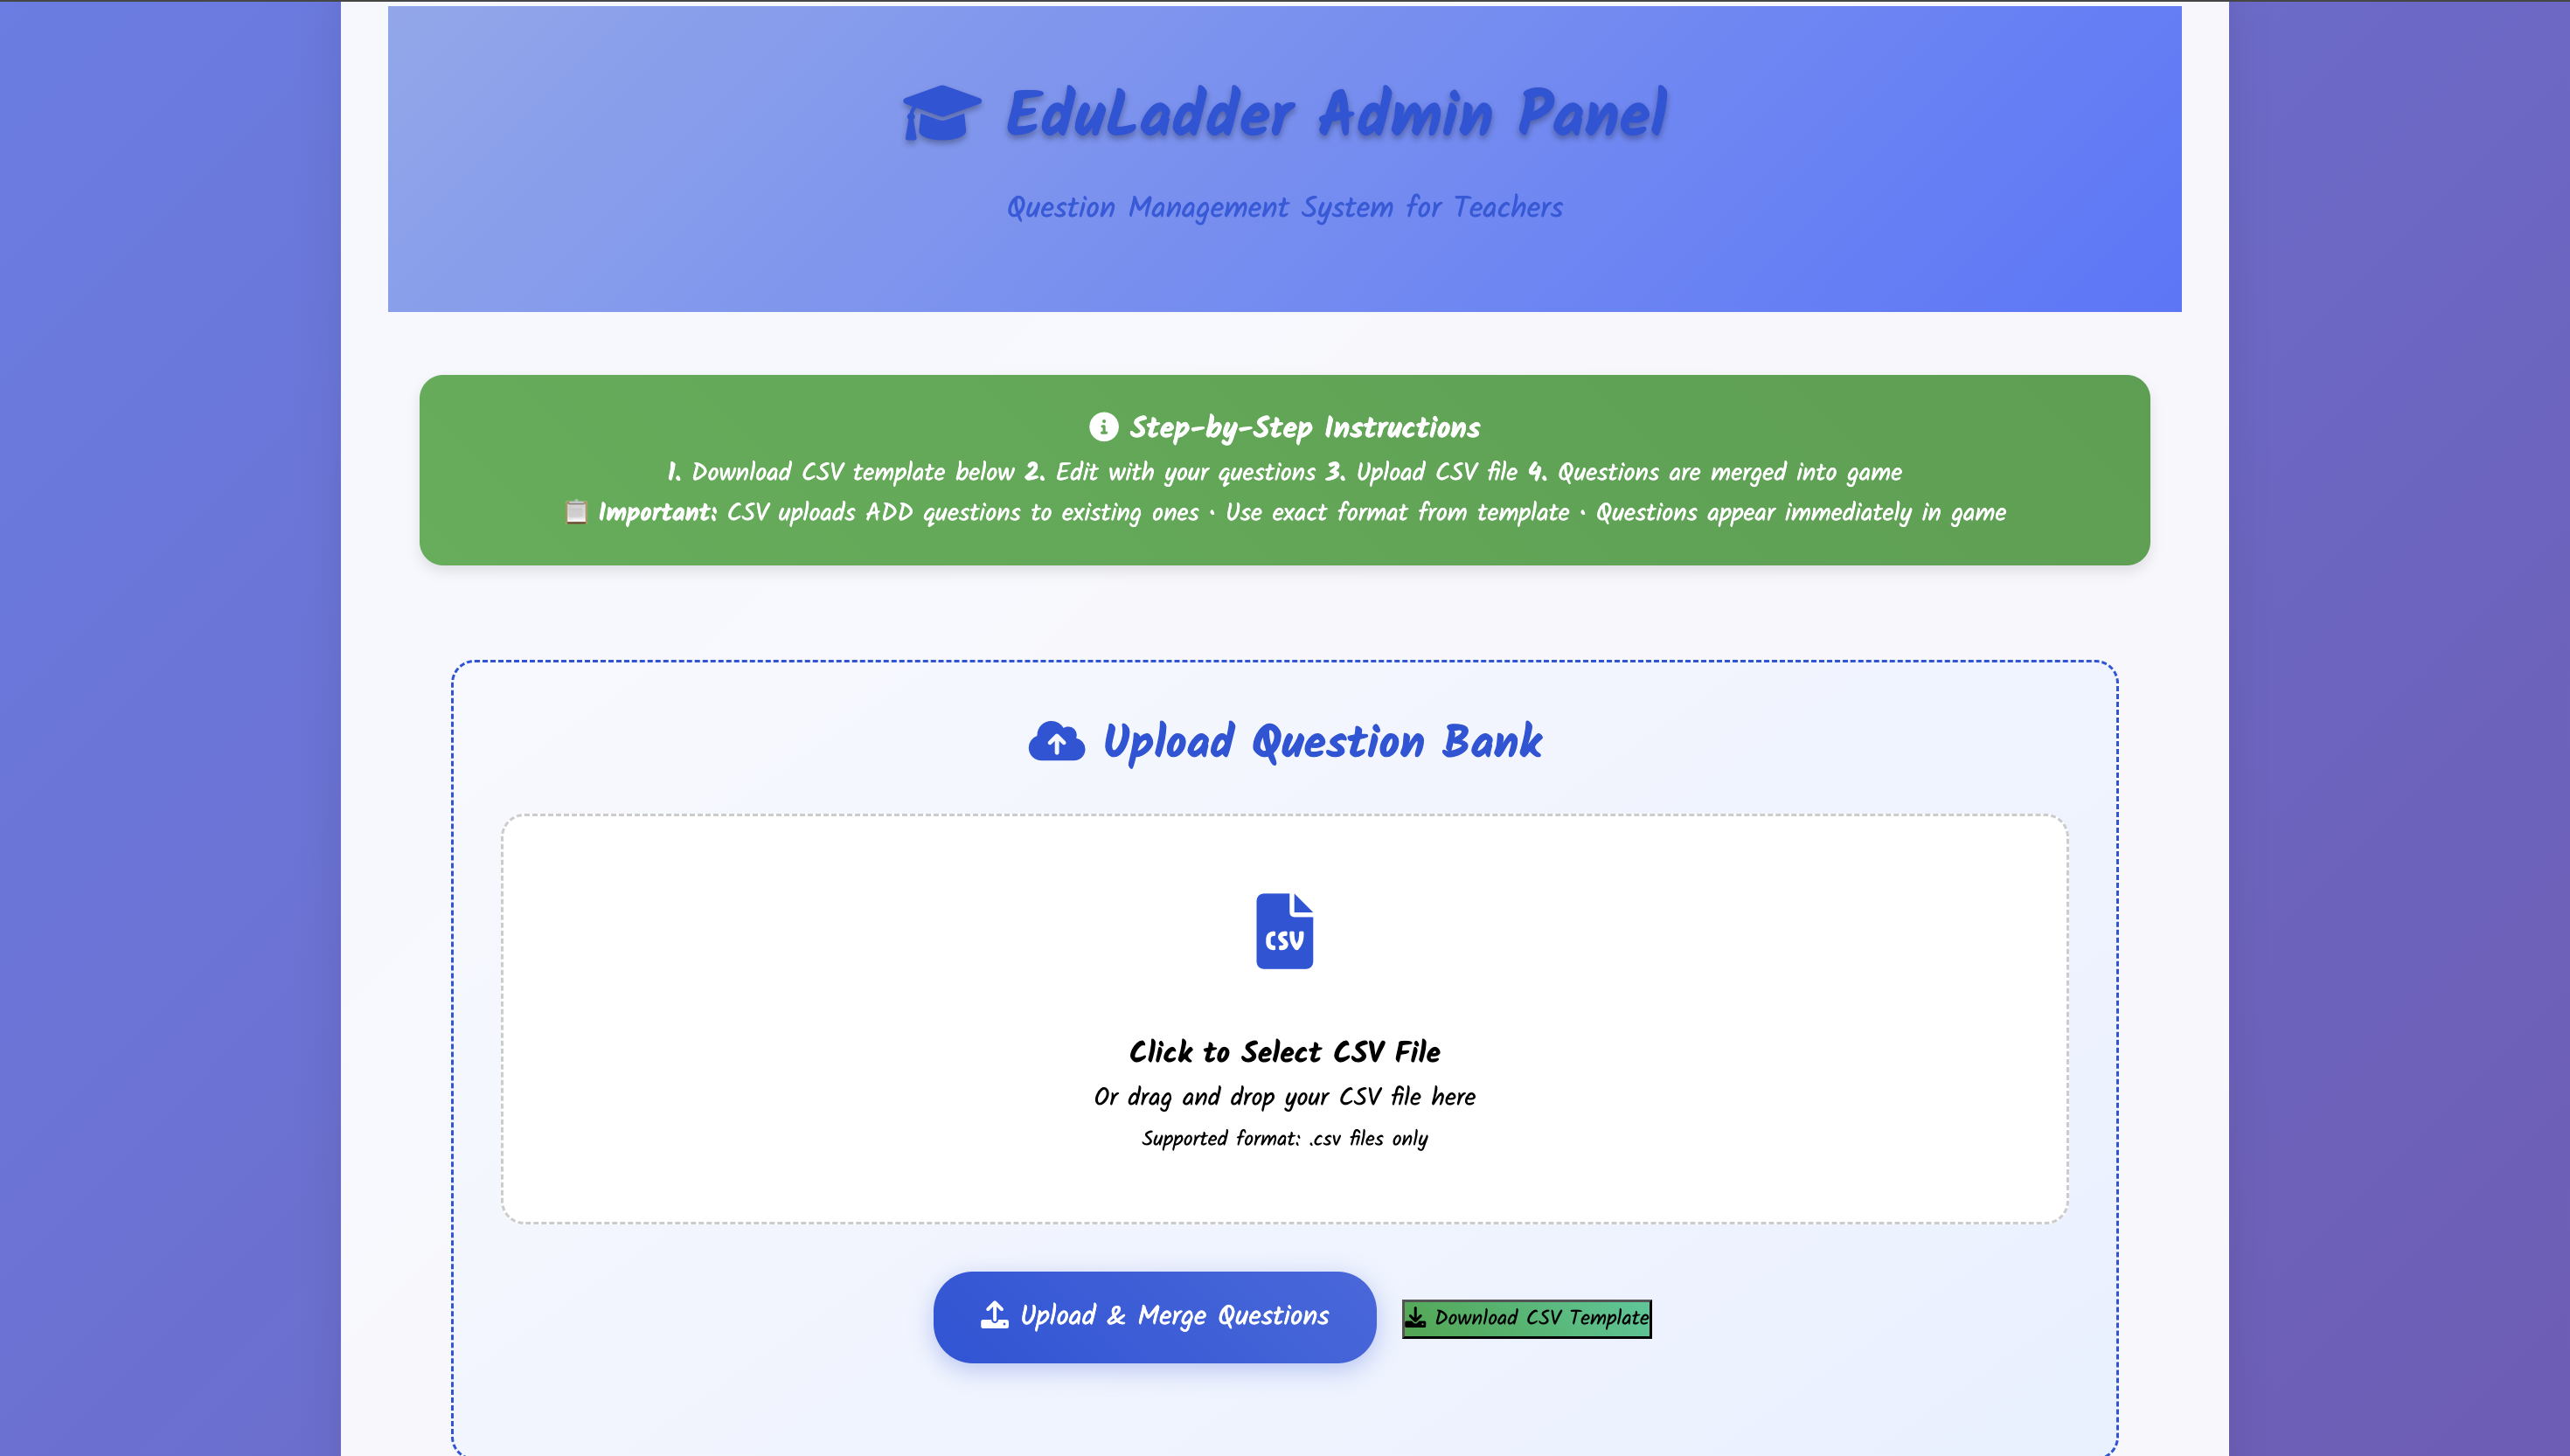 EduLadder Admin Panel
Question Management System for Teachers
Step-by-Step Instructions
1. Download CSV template below 2. Edit with your questions 3. Upload CSV file 4. Questions are merged into game
📋 Important: CSV uploads ADD questions to existing ones • Use exact format from template • Questions appear immediately in game
Upload Question Bank
CSV
Click to Select CSV File
Or drag and drop your CSV file here
Supported format: .csv files only
Upload & Merge Questions
Download CSV Template